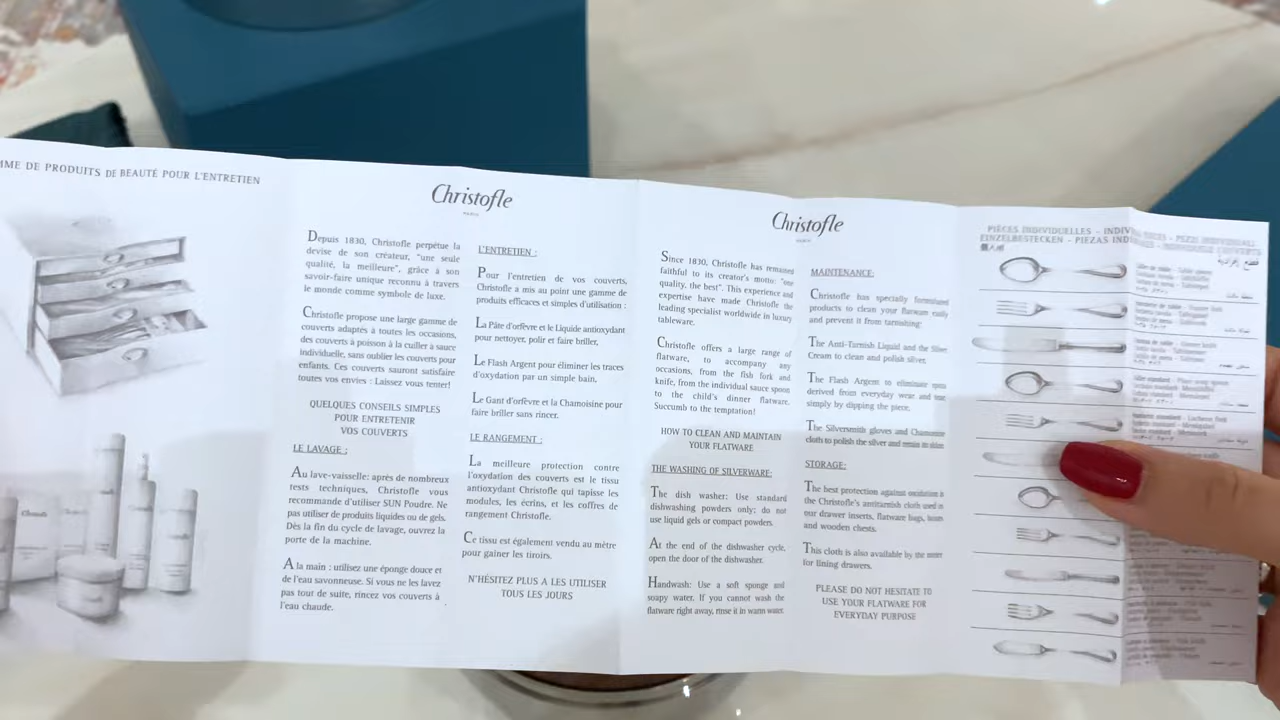 MME DE PRODUITS DE BEAUTÉ POUR L'ENTRETIEN
Christofle
PARIS
Depuis 1830, Christofle perpétue la
devise de son créateur, "une seule
qualité, la meilleure", grâce à son
savoir-faire unique reconnu à travers
le monde comme symbole de luxe.
Christofle propose une large gamme de
couverts adaptés à toutes les occasions,
des couverts à poisson à la cuiller à sauce
individuelle, sans oublier les couverts pour
enfants. Ces couverts sauront satisfaire
toutes vos envies : Laissez vous tenter!
QUELQUES CONSEILS SIMPLES
POUR ENTRETENIR
VOS COUVERTS
LE LAVAGE :
Au lave-vaisselle: après de nombreux
tests techniques, Christofle vous
recommande d'utiliser SUN Poudre. Ne
pas utiliser de produits liquides ou de gels.
Dès la fin du cycle de lavage, ouvrez la
porte de la machine.
A la main : utilisez une éponge douce et
de l'eau savonneuse. Si vous ne les lavez
pas tout de suite, rincez vos couverts à
l'eau chaude.
L'ENTRETIEN :
Pour l'entretien de vos couverts,
Christofle a mis au point une gamme de
produits efficaces et simples d'utilisation :
La Pâte d'orfèvre et le Liquide antioxydant
pour nettoyer, polir et faire briller,
Le Flash Argent pour éliminer les traces
d'oxydation par un simple bain,
Le Gant d'orfèvre et la Chamoisine pour
faire briller sans rincer.
LE RANGEMENT :
La meilleure protection contre
l'oxydation des couverts est le tissu
antioxydant Christofle qui tapisse les
modules, les écrins, et les coffres de
rangement Christofle.
Ce tissu est également vendu au mètre
pour gainer les tiroirs.
N'HÉSITEZ PLUS A LES UTILISER
TOUS LES JOURS
Christofle
PARIS
Since 1830, Christofle has remained
faithful to its creator's motto: "one
quality, the best". This experience and
expertise have made Christofle the
leading specialist worldwide in luxury
tableware.
Christofle offers a large range of
flatware, to accompany any
occasions, from the fish fork and
knife, from the individual sauce spoon
to the child's dinner flatware.
Succumb to the temptation!
HOW TO CLEAN AND MAINTAIN
YOUR FLATWARE
THE WASHING OF SILVERWARE:
The dish washer: Use standard
dishwashing powders only; do not
use liquid gels or compact powders.
At the end of the dishwasher cycle,
open the door of the dishwasher.
Handwash: Use a soft sponge and
soapy water. If you cannot wash the
flatware right away, rinse it in warm water.
MAINTENANCE:
Christofle has specially formulated
products to clean your flatware easily
and prevent it from tarnishing:
The Anti-Tarnish Liquid and the Silver
Cream to clean and polish silver.
The Flash Argent to eliminate spots
derived from everyday wear and tear
simply by dipping the piece.
The Silversmith gloves and Chamoisine
cloth to polish the silver and retain its shine.
STORAGE:
The best protection against oxidation is
the Christofle's antitarnish cloth used in
our drawer inserts, flatware bags, boxes
and wooden chests.
This cloth is also available by the meter
for lining drawers.
PLEASE DO NOT HESITATE TO
USE YOUR FLATWARE FOR
EVERYDAY PURPOSE
PIÈCES INDIVIDUELLES - INDIV
EINZELBESTECKEN - PIEZAS IND